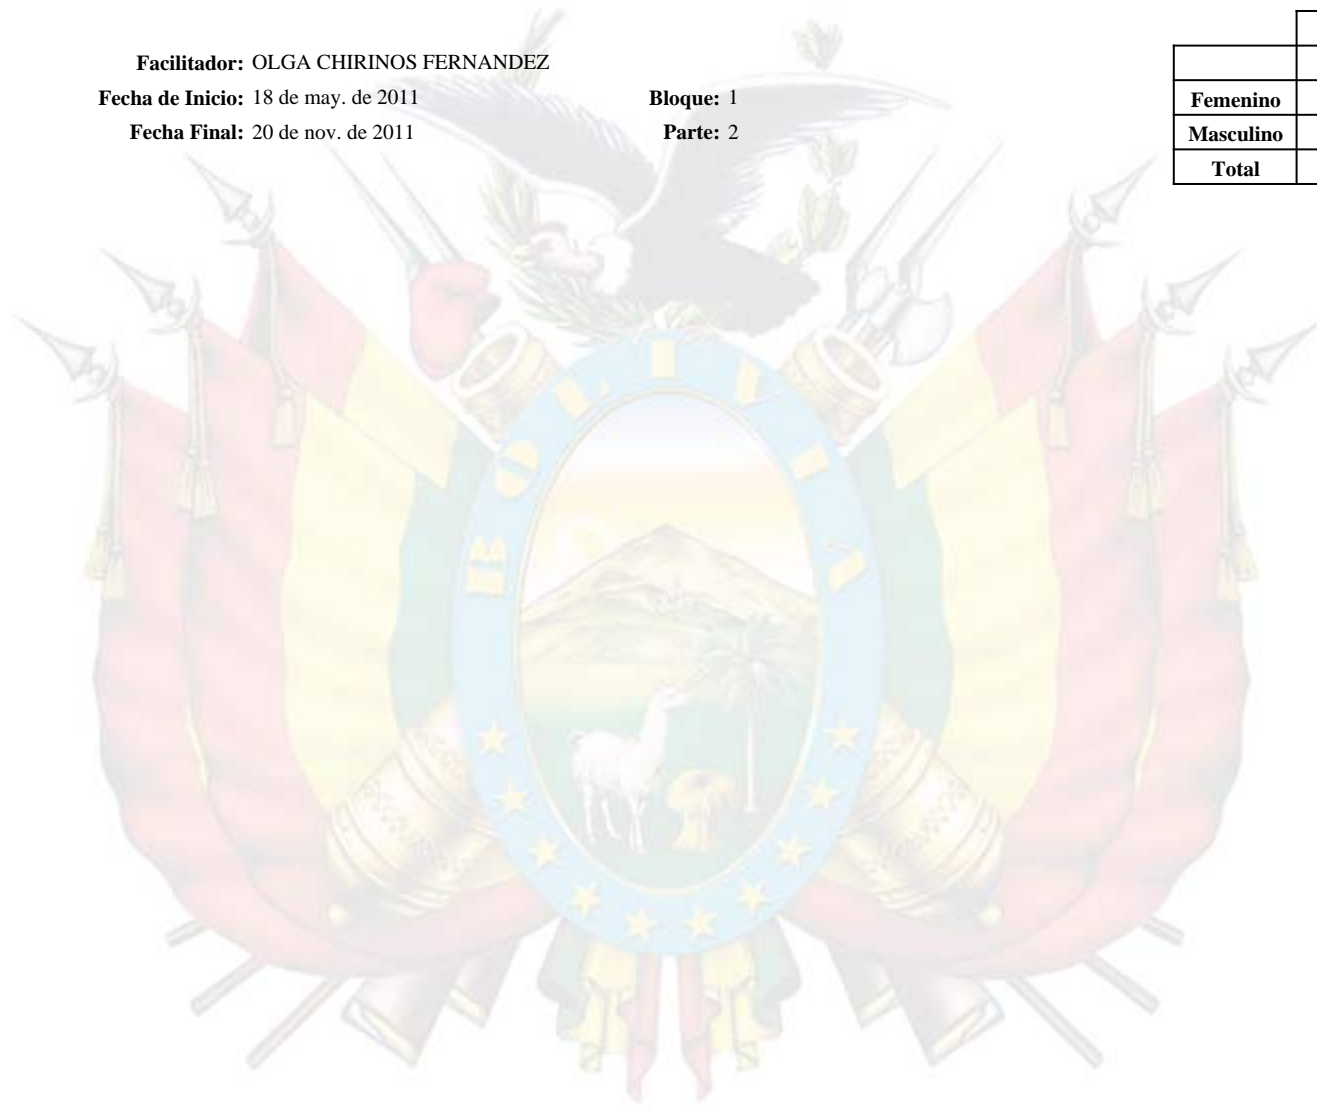 Facilitador: OLGA CHIRINOS FERNANDEZ
Fecha de Inicio: 18 de may. de 2011 Bloque: 1
Fecha Final: 20 de nov. de 2011 Parte: 2
Femenino
Masculino
Total
BOLIVIA